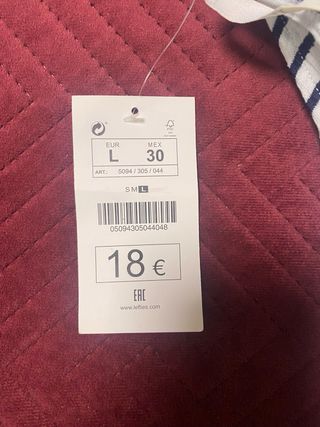 EUR MEX
L 30
ART.: 5094 / 305 / 044
S M L
05094305044048
18 €
EAC
www.lefties.com